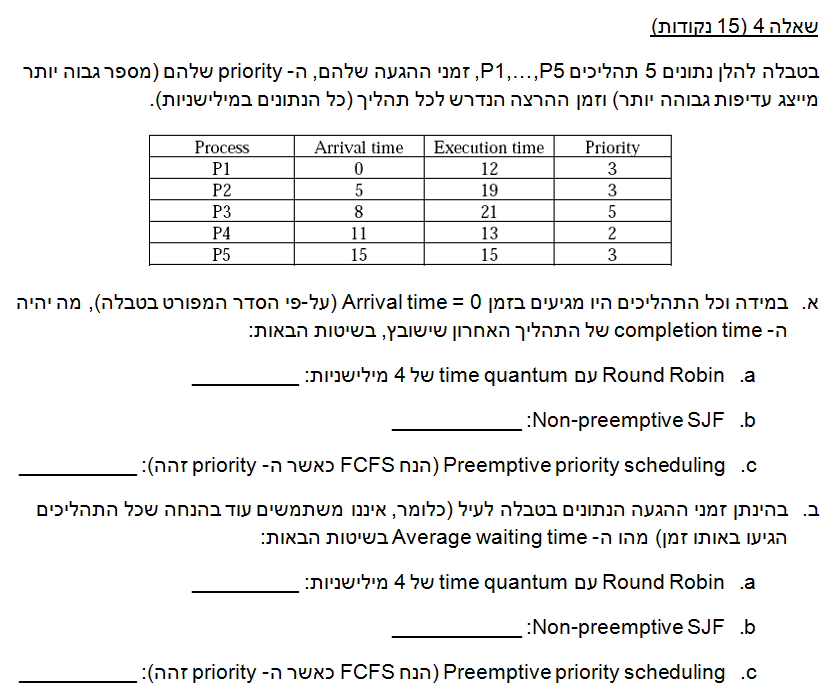 שאלה 4 (15 נקודות)
בטבלה להלן נתונים 5 תהליכים P1,…,P5, זמני ההגעה שלהם, ה- priority שלהם (מספר גבוה יותר
מייצג עדיפות גבוהה יותר) וזמן ההרצה הנדרש לכל תהליך (כל הנתונים במילישניות).
Process Arrival time Execution time Priority
P1 0 12 3
P2 5 19 3
P3 8 21 5
P4 11 13 2
P5 15 15 3
א. במידה וכל התהליכים היו מגיעים בזמן Arrival time = 0 (על-פי הסדר המפורט בטבלה), מה יהיה
ה- completion time של התהליך האחרון שישובץ, בשיטות הבאות:
a. Round Robin עם time quantum של 4 מילישניות: __________
b. Non-preemptive SJF: ____________
c. Preemptive priority scheduling (הנח FCFS כאשר ה- priority זהה): ___________
ב. בהינתן זמני ההגעה הנתונים בטבלה לעיל (כלומר, איננו משתמשים עוד בהנחה שכל התהליכים
הגיעו באותו זמן) מהו ה- Average waiting time בשיטות הבאות:
a. Round Robin עם time quantum של 4 מילישניות: __________
b. Non-preemptive SJF: ____________
c. Preemptive priority scheduling (הנח FCFS כאשר ה- priority זהה): ___________